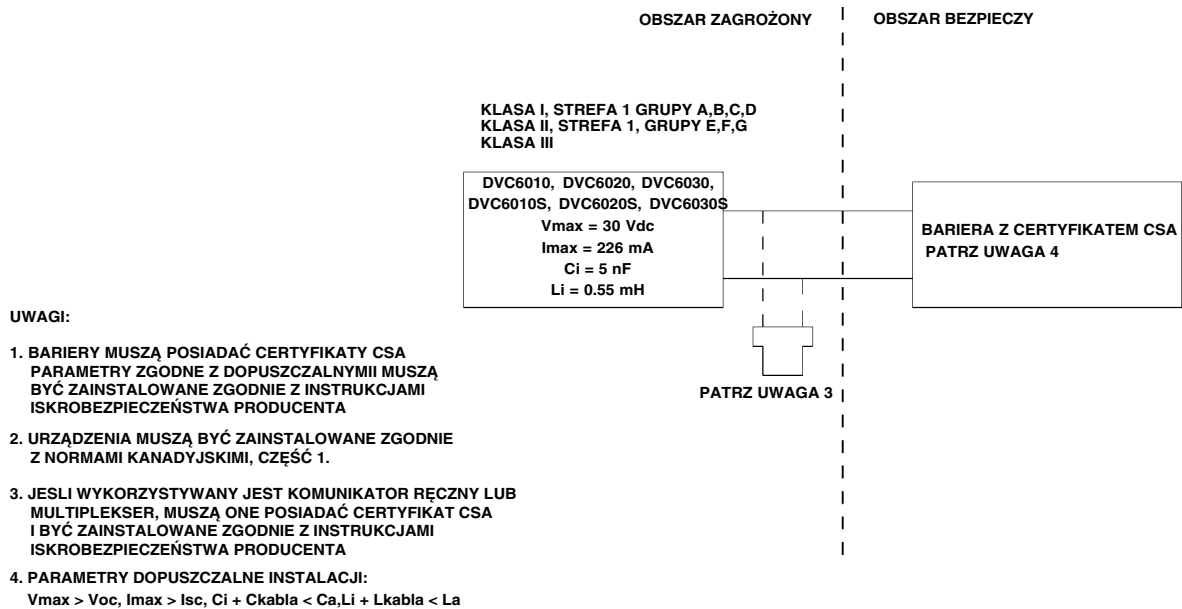 OBSZAR ZAGROŻONY
OBSZAR BEZPIECZY
KLASA I, STREFA 1 GRUPY A,B,C,D
KLASA II, STREFA 1, GRUPY E,F,G
KLASA III
DVC6010, DVC6020, DVC6030,
DVC6010S, DVC6020S, DVC6030S
Vmax = 30 Vdc
Imax = 226 mA
Ci = 5 nF
Li = 0.55 mH
BARIERA Z CERTYFIKATEM CSA
PATRZ UWAGA 4
PATRZ UWAGA 3
UWAGI:
1. BARIERY MUSZĄ POSIADAĆ CERTYFIKATY CSA
PARAMETRY ZGODNE Z DOPUSZCZALNYMII MUSZĄ
BYĆ ZAINSTALOWANE ZGODNIE Z INSTRUKCJAMI
ISKROBEZPIECZEŃSTWA PRODUCENTA
2. URZĄDZENIA MUSZĄ BYĆ ZAINSTALOWANE ZGODNIE
Z NORMAMI KANADYJSKIMI, CZĘŚĆ 1.
3. JESLI WYKORZYSTYWANY JEST KOMUNIKATOR RĘCZNY LUB
MULTIPLEKSER, MUSZĄ ONE POSIADAĆ CERTYFIKAT CSA
I BYĆ ZAINSTALOWANE ZGODNIE Z INSTRUKCJAMI
ISKROBEZPIECZEŃSTWA PRODUCENTA
4. PARAMETRY DOPUSZCZALNE INSTALACJI:
Vmax > Voc, Imax > Isc, Ci + Ckabla < Ca,Li + Lkabla < La